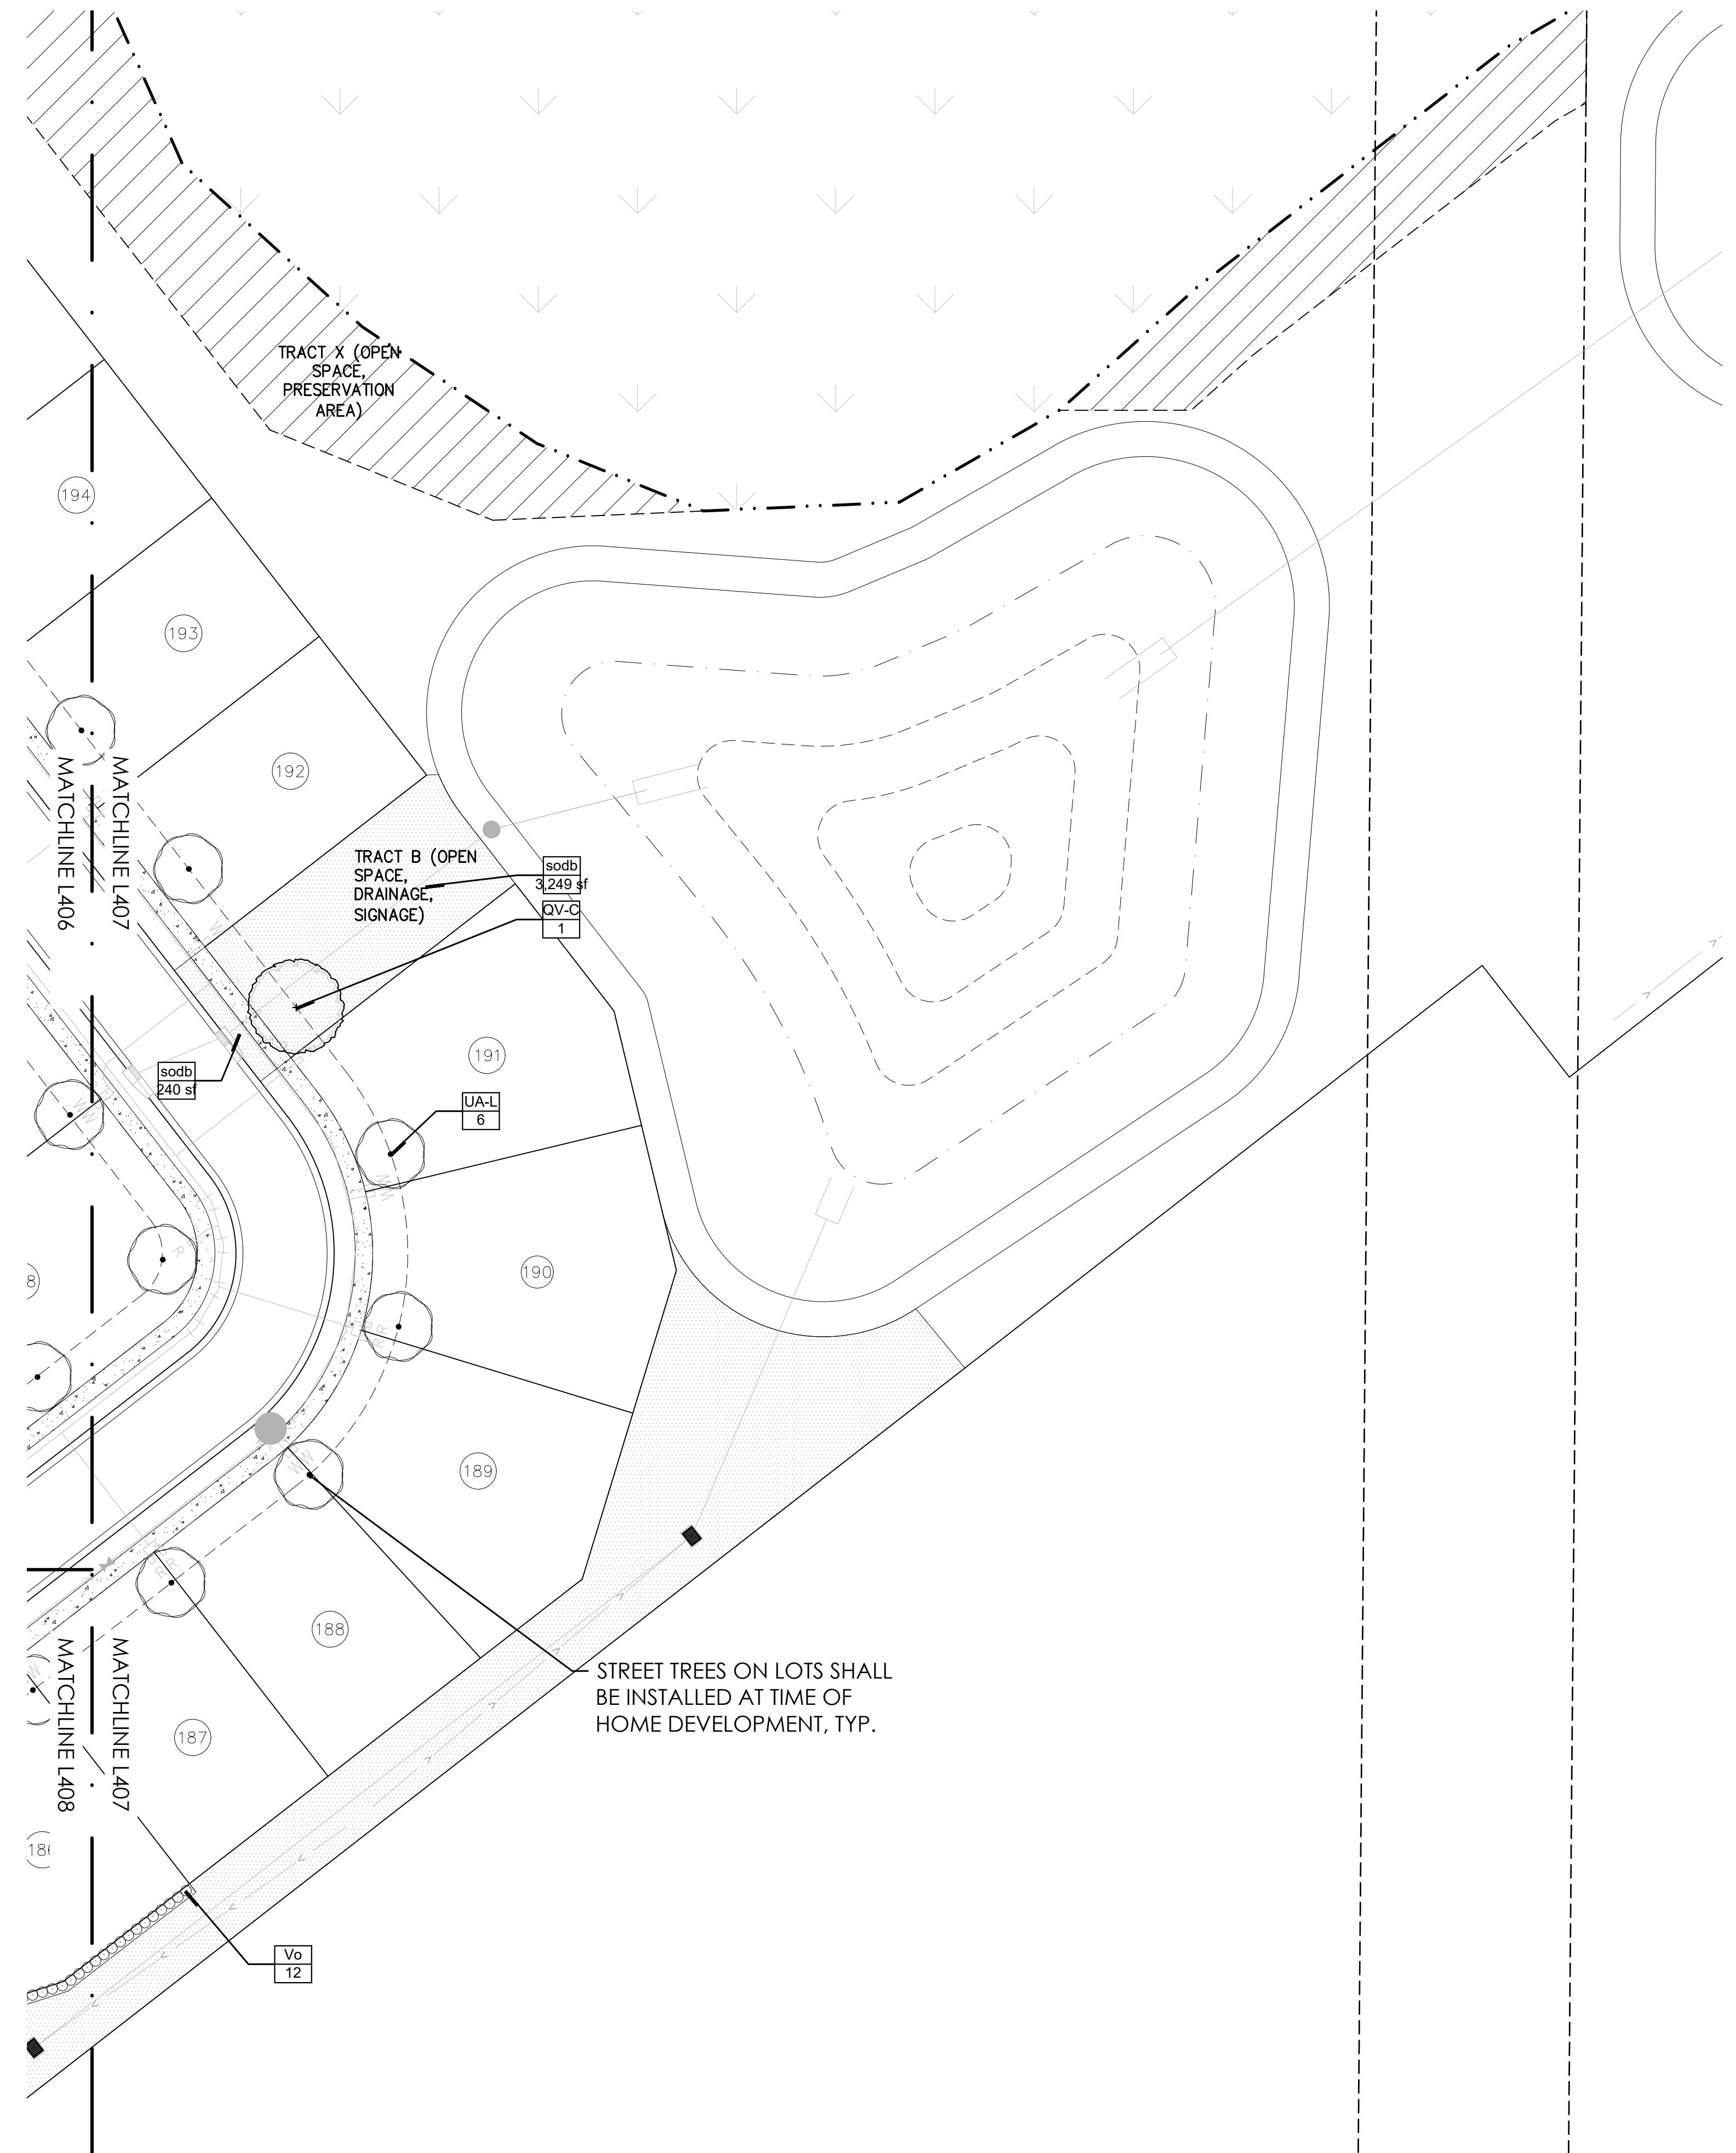 TRACT X (OPEN
SPACE,
PRESERVATION
AREA)
194
193
192
MATCHLINE L407
MATCHLINE L406
TRACT B (OPEN
SPACE,
DRAINAGE,
SIGNAGE)
sodb
3,249 sf
QV-C
1
191
sodb
240 sf
UA-L
6
190
8
189
188
STREET TREES ON LOTS SHALL
BE INSTALLED AT TIME OF
HOME DEVELOPMENT, TYP.
MATCHLINE L407
MATCHLINE L408
187
186
Vo
12